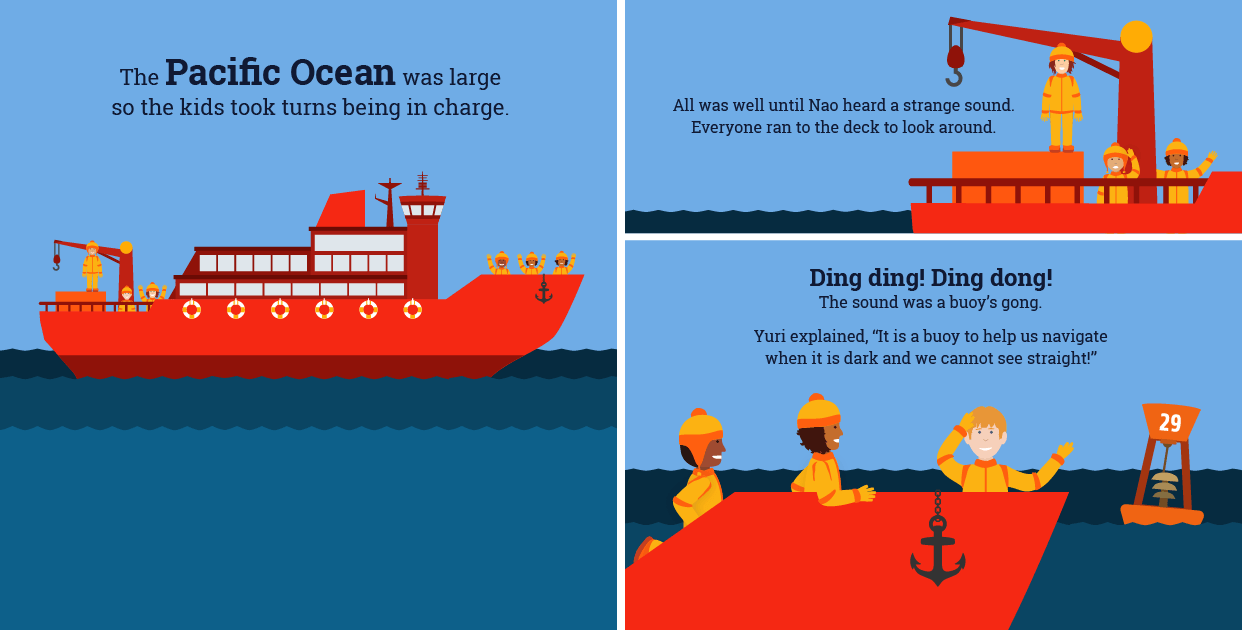 The Pacific Ocean was large
so the kids took turns being in charge.
All was well until Nao heard a strange sound.
Everyone ran to the deck to look around.
Ding ding! Ding dong!
The sound was a buoy’s gong.
Yuri explained, “It is a buoy to help us navigate
when it is dark and we cannot see straight!”
29